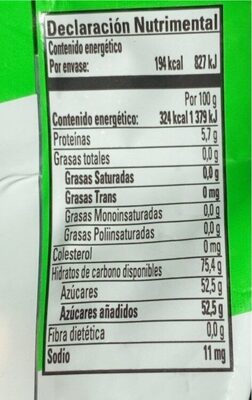 Declaración Nutrimental
Contenido energético
Por envase: 194 kcal 827 kJ
Por 100 g
Contenido energético: 324 kcal 1 379 kJ
Proteínas 5,7 g
Grasas totales 0,0 g
Grasas Saturadas 0,0 g
Grasas Trans 0 mg
Grasas Monoinsaturadas 0,0 g
Grasas Poliinsaturadas 0,0 g
Colesterol 0 mg
Hidratos de carbono disponibles 75,4 g
Azúcares 52,5 g
Azúcares añadidos 52,5 g
Fibra dietética 0,0 g
Sodio 11 mg